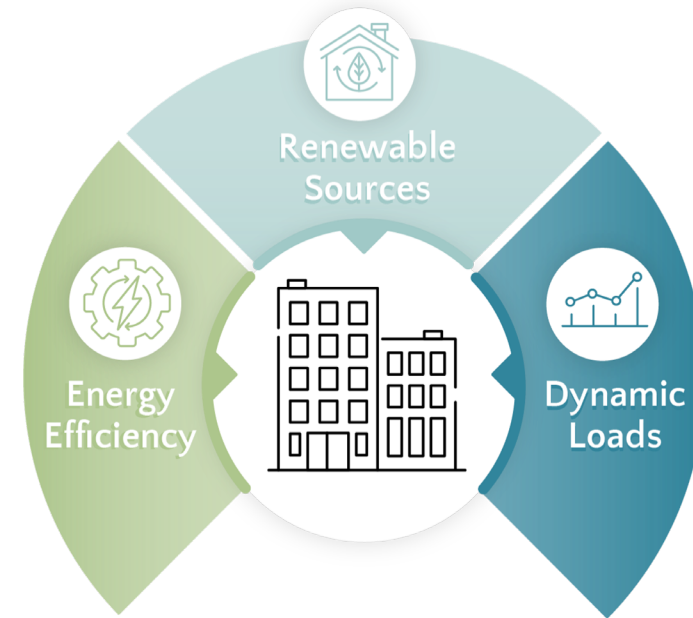 Renewable
Sources
Energy
Efficiency
Dynamic
Loads